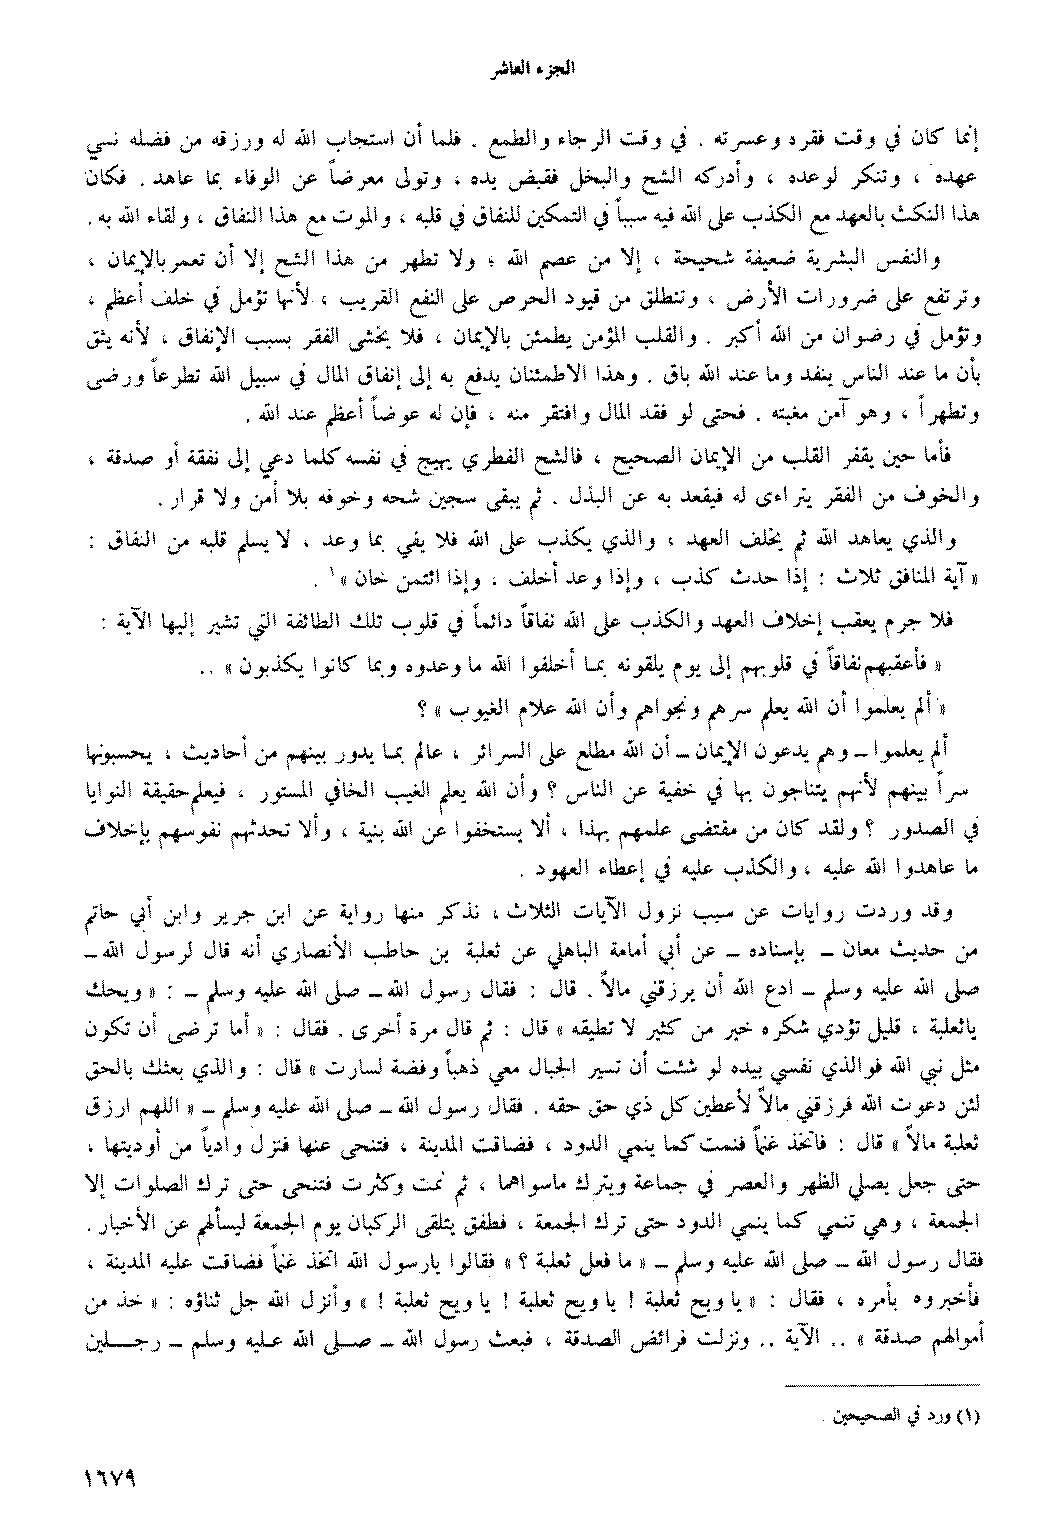 الجزء العاشر
إنما كان في وقت فقره وعسرته . في وقت الرجاء والطمع . فلما أن استجاب الله له ورزقه من فضله نسي
عهده ، وتنكر لوعده ، وأدركه الشح والبخل فقبض يده ، وتولى معرضاً عن الوفاء بما عاهد . فكان
هذا النكث بالعهد مع الكذب على الله فيه سبباً في التمكين للنفاق في قلبه ، والموت مع هذا النفاق ، ولقاء الله به .
والنفس البشرية ضعيفة شحيحة ، إلا من عصم الله ؛ ولا تطهر من هذا الشح إلا أن تعمر بالإيمان ،
وترتفع على ضرورات الأرض ، وتنطلق من قيود الحرص على النفع القريب ، لأنها تؤمل في خلف أعظم ،
وتؤمل في رضوان من الله أكبر . والقلب المؤمن يطمئن بالإيمان ، فلا يخشى الفقر بسبب الإنفاق ، لأنه يثق
بأن ما عند الناس ينفد وما عند الله باق . وهذا الاطمئنان يدفع به إلى إنفاق المال في سبيل الله تطوعاً ورضى
وتطهراً ، وهو آمن مغبته . فحتى لو فقد المال وافتقر منه ، فإن له عوضاً أعظم عند الله .
فأما حين يقفر القلب من الإيمان الصحيح ، فالشح الفطري يهيج في نفسه كلما دعي إلى نفقة أو صدقة ،
والخوف من الفقر يتراءى له فيقعد به عن البذل . ثم يبقى سجين شحه وخوفه بلا أمن ولا قرار .
والذي يعاهد الله ثم يخلف العهد ، والذي يكذب على الله فلا يفي بما وعد ، لا يسلم قلبه من النفاق :
« آية المنافق ثلاث : إذا حدث كذب ، وإذا وعد أخلف ، وإذا ائتمن خان »١ .
فلا جرم يعقب إخلاف العهد والكذب على الله نفاقاً دائماً في قلوب تلك الطائفة التي تشير إليها الآية :
« فأعقبهم نفاقاً في قلوبهم إلى يوم يلقونه بما أخلفوا الله ما وعدوه وبما كانوا يكذبون » ..
« ألم يعلموا أن الله يعلم سرهم ونجواهم وأن الله علام الغيوب » ؟
ألم يعلموا – وهم يدعون الإيمان – أن الله مطلع على السرائر ، عالم بما يدور بينهم من أحاديث ، يحسبونها
سراً بينهم لأنهم يتناجون بها في خفية عن الناس ؟ وأن الله يعلم الغيب الخافي المستور ، فيعلم حقيقة النوايا
في الصدور ؟ ولقد كان من مقتضى علمهم بهذا ، ألا يستخفوا عن الله بنية ، وألا تحدثهم نفوسهم بإخلاف
ما عاهدوا الله عليه ، والكذب عليه في إعطاء العهود .
وقد وردت روايات عن سبب نزول الآيات الثلاث ، نذكر منها رواية عن ابن جرير وابن أبي حاتم
من حديث معان – بإسناده – عن أبي أمامة الباهلي عن ثعلبة بن حاطب الأنصاري أنه قال لرسول الله –
صلى الله عليه وسلم – ادع الله أن يرزقني مالاً . قال : فقال رسول الله – صلى الله عليه وسلم – : « ويحك
ياثعلبة ، قليل تؤدي شكره خير من كثير لا تطيقه » قال : ثم قال مرة أخرى . فقال : « أما ترضى أن تكون
مثل نبي الله فوالذي نفسي بيده لو شئت أن تسير الجبال معي ذهباً وفضة لسارت » قال : والذي بعثك بالحق
لئن دعوت الله فرزقني مالاً لأعطين كل ذي حق حقه . فقال رسول الله – صلى الله عليه وسلم – « اللهم ارزق
ثعلبة مالاً » قال : فاتخذ غنماً فنمت كما ينمي الدود ، فضاقت المدينة ، فتنحى عنها فنزل وادياً من أوديتها ،
حتى جعل يصلي الظهر والعصر في جماعة ويترك ماسواهما ، ثم نمت وكثرت فتنحى حتى ترك الصلوات إلا
الجمعة ، وهي تنمي كما ينمي الدود حتى ترك الجمعة ، فطفق يتلقى الركبان يوم الجمعة ليسألهم عن الأخبار .
فقال رسول الله – صلى الله عليه وسلم – « ما فعل ثعلبة ؟ » فقالوا يارسول الله اتخذ غنماً فضاقت عليه المدينة ،
فأخبروه بأمره ، فقال : « يا ويح ثعلبة ! يا ويح ثعلبة ! يا ويح ثعلبة ! » وأنزل الله جل ثناؤه : « خذ من
أموالهم صدقة » .. الآية .. ونزلت فرائض الصدقة ، فبعث رسول الله – صلى الله عليه وسلم – رجلين
(١) ورد في الصحيحين .
١٦٧٩